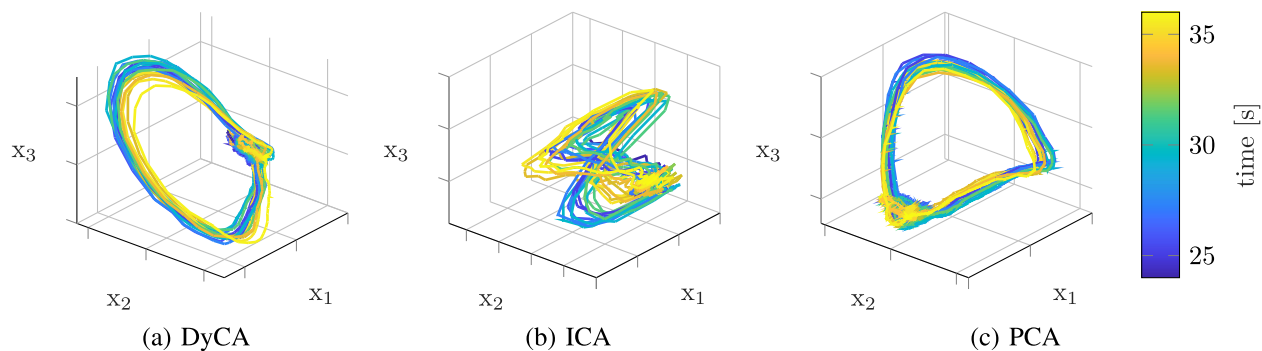 x₃
x₂
x₁
(a) DyCA
x₃
x₂
x₁
(b) ICA
x₃
x₂
x₁
(c) PCA
35
30
25
time [s]